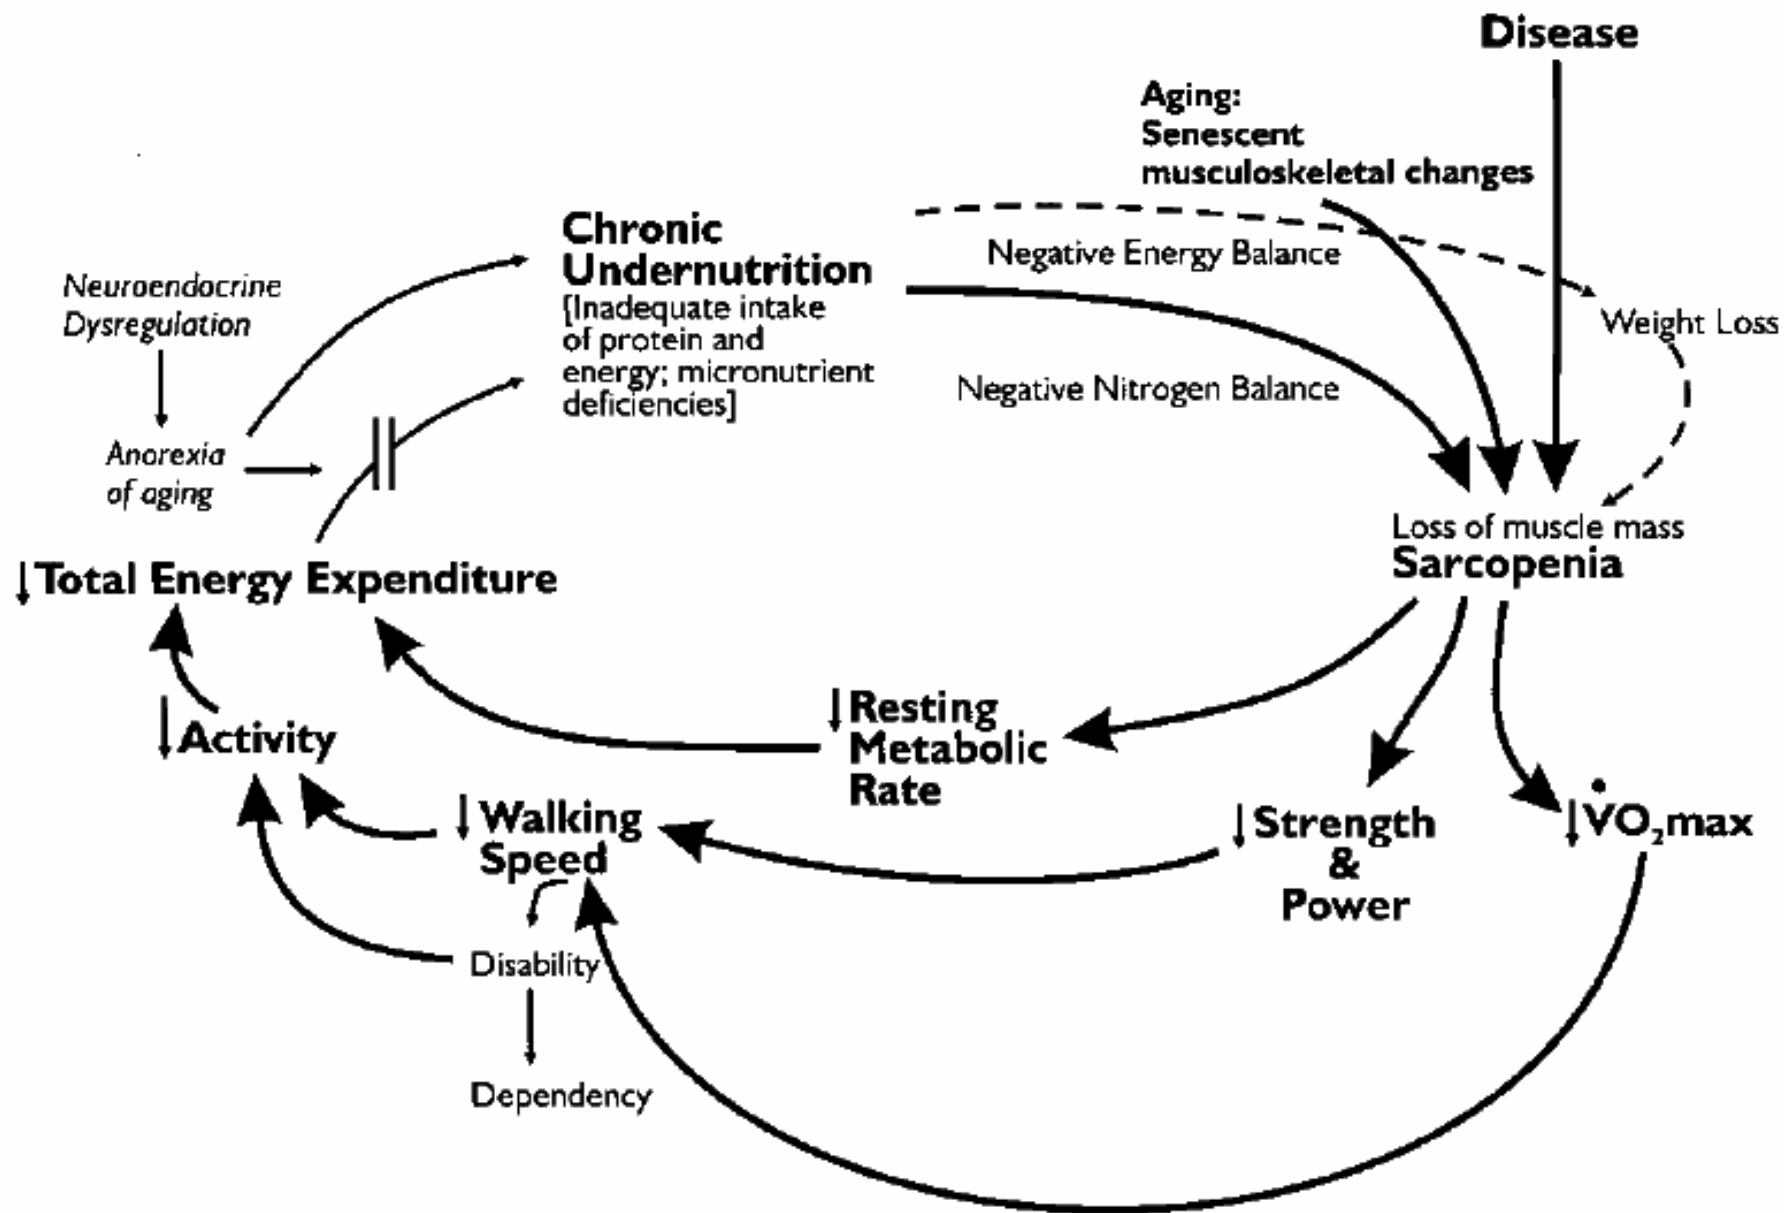 Disease
Aging:
Senescent
musculoskeletal changes
Chronic
Undernutrition
[Inadequate intake
of protein and
energy; micronutrient
deficiencies]
Negative Energy Balance
Neuroendocrine
Dysregulation
Weight Loss
Negative Nitrogen Balance
Anorexia
of aging
Loss of muscle mass
Sarcopenia
↓Total Energy Expenditure
↓Resting
Metabolic
Rate
↓Activity
↓Walking
Speed
↓Strength
&
Power
↓V̇O₂max
Disability
Dependency